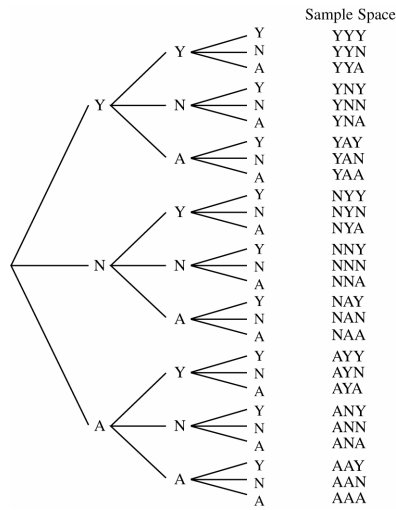 Sample Space
Y YYY
Y N YYN
A YYA
Y YNY
Y N N YNN
A YNA
Y YAY
A N YAN
A YAA
Y NYY
Y N NYN
A NYA
Y NNY
N N N NNN
A NNA
Y NAY
A N NAN
A NAA
Y AYY
Y N AYN
A AYA
Y ANY
A N N ANN
A ANA
Y AAY
A N AAN
A AAA